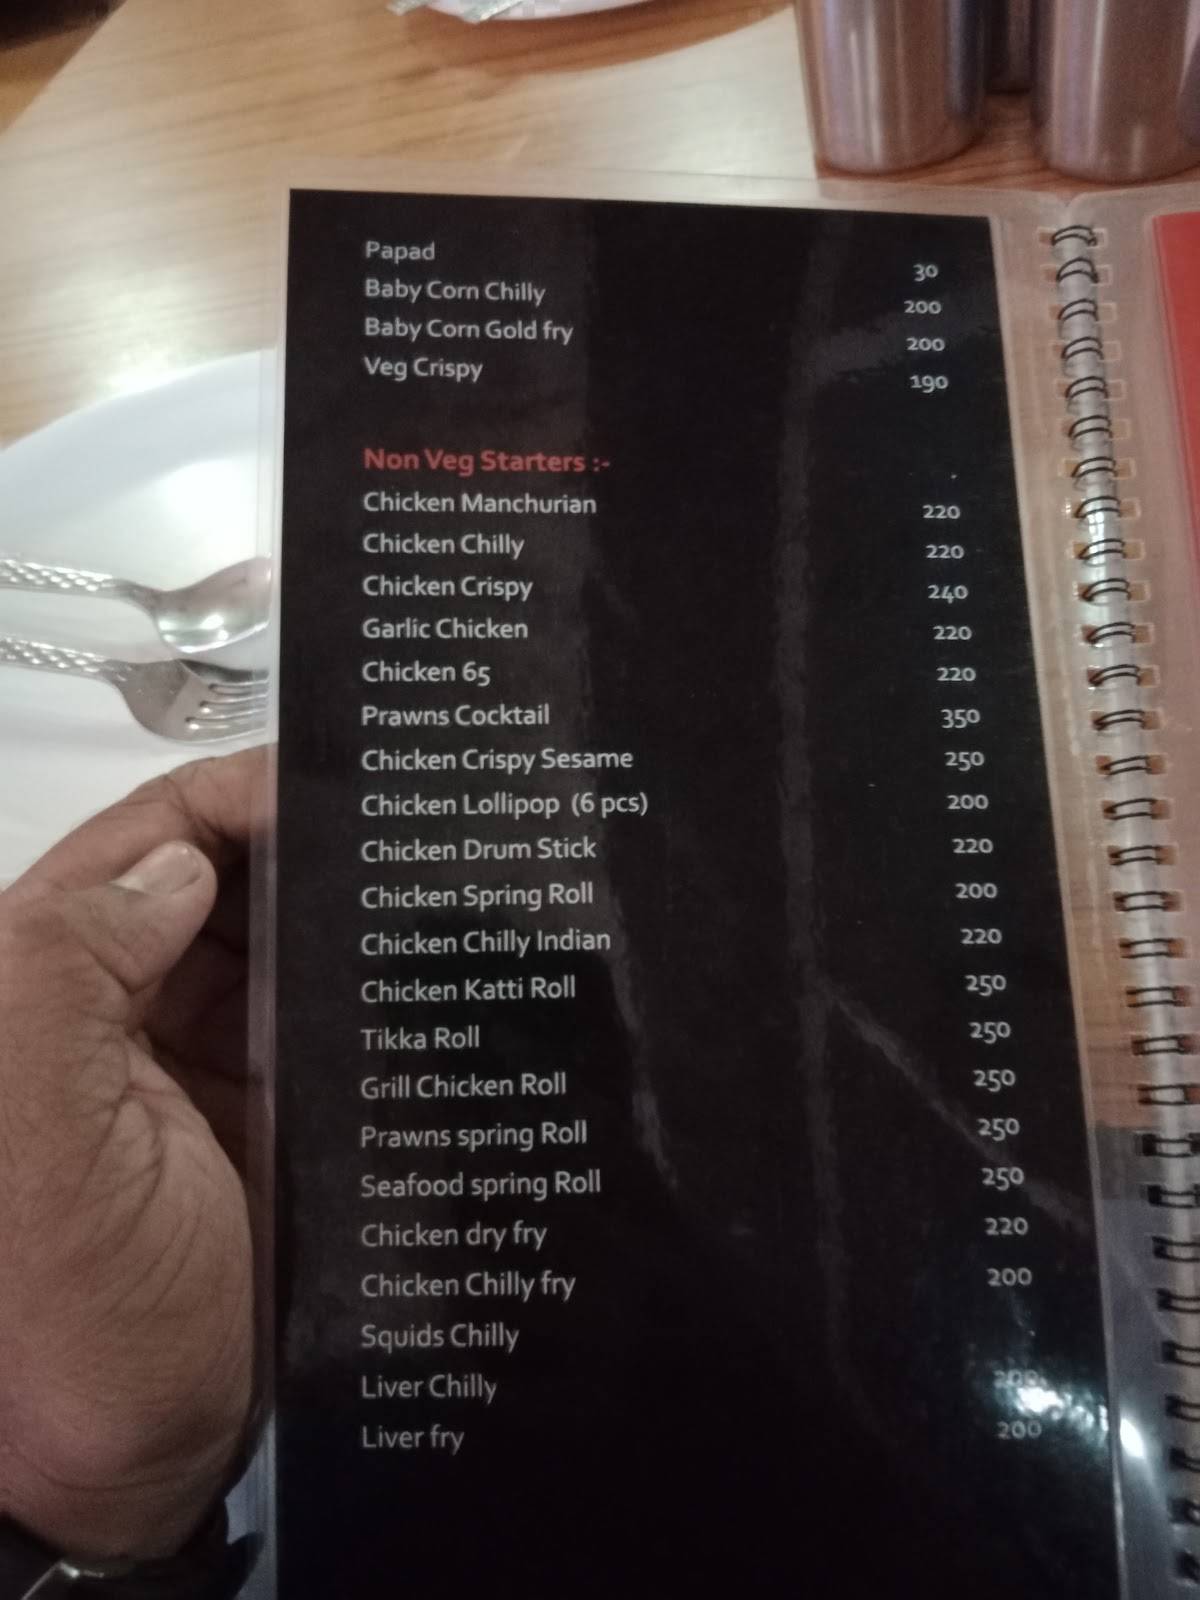 Papad 30
Baby Corn Chilly 200
Baby Corn Gold fry 200
Veg Crispy 190
Non Veg Starters :-
Chicken Manchurian 220
Chicken Chilly 220
Chicken Crispy 240
Garlic Chicken 220
Chicken 65 220
Prawns Cocktail 350
Chicken Crispy Sesame 250
Chicken Lollipop (6 pcs) 200
Chicken Drum Stick 220
Chicken Spring Roll 200
Chicken Chilly Indian 220
Chicken Katti Roll 250
Tikka Roll 250
Grill Chicken Roll 250
Prawns spring Roll 250
Seafood spring Roll 250
Chicken dry fry 220
Chicken Chilly fry 200
Squids Chilly
Liver Chilly 200
Liver fry 200